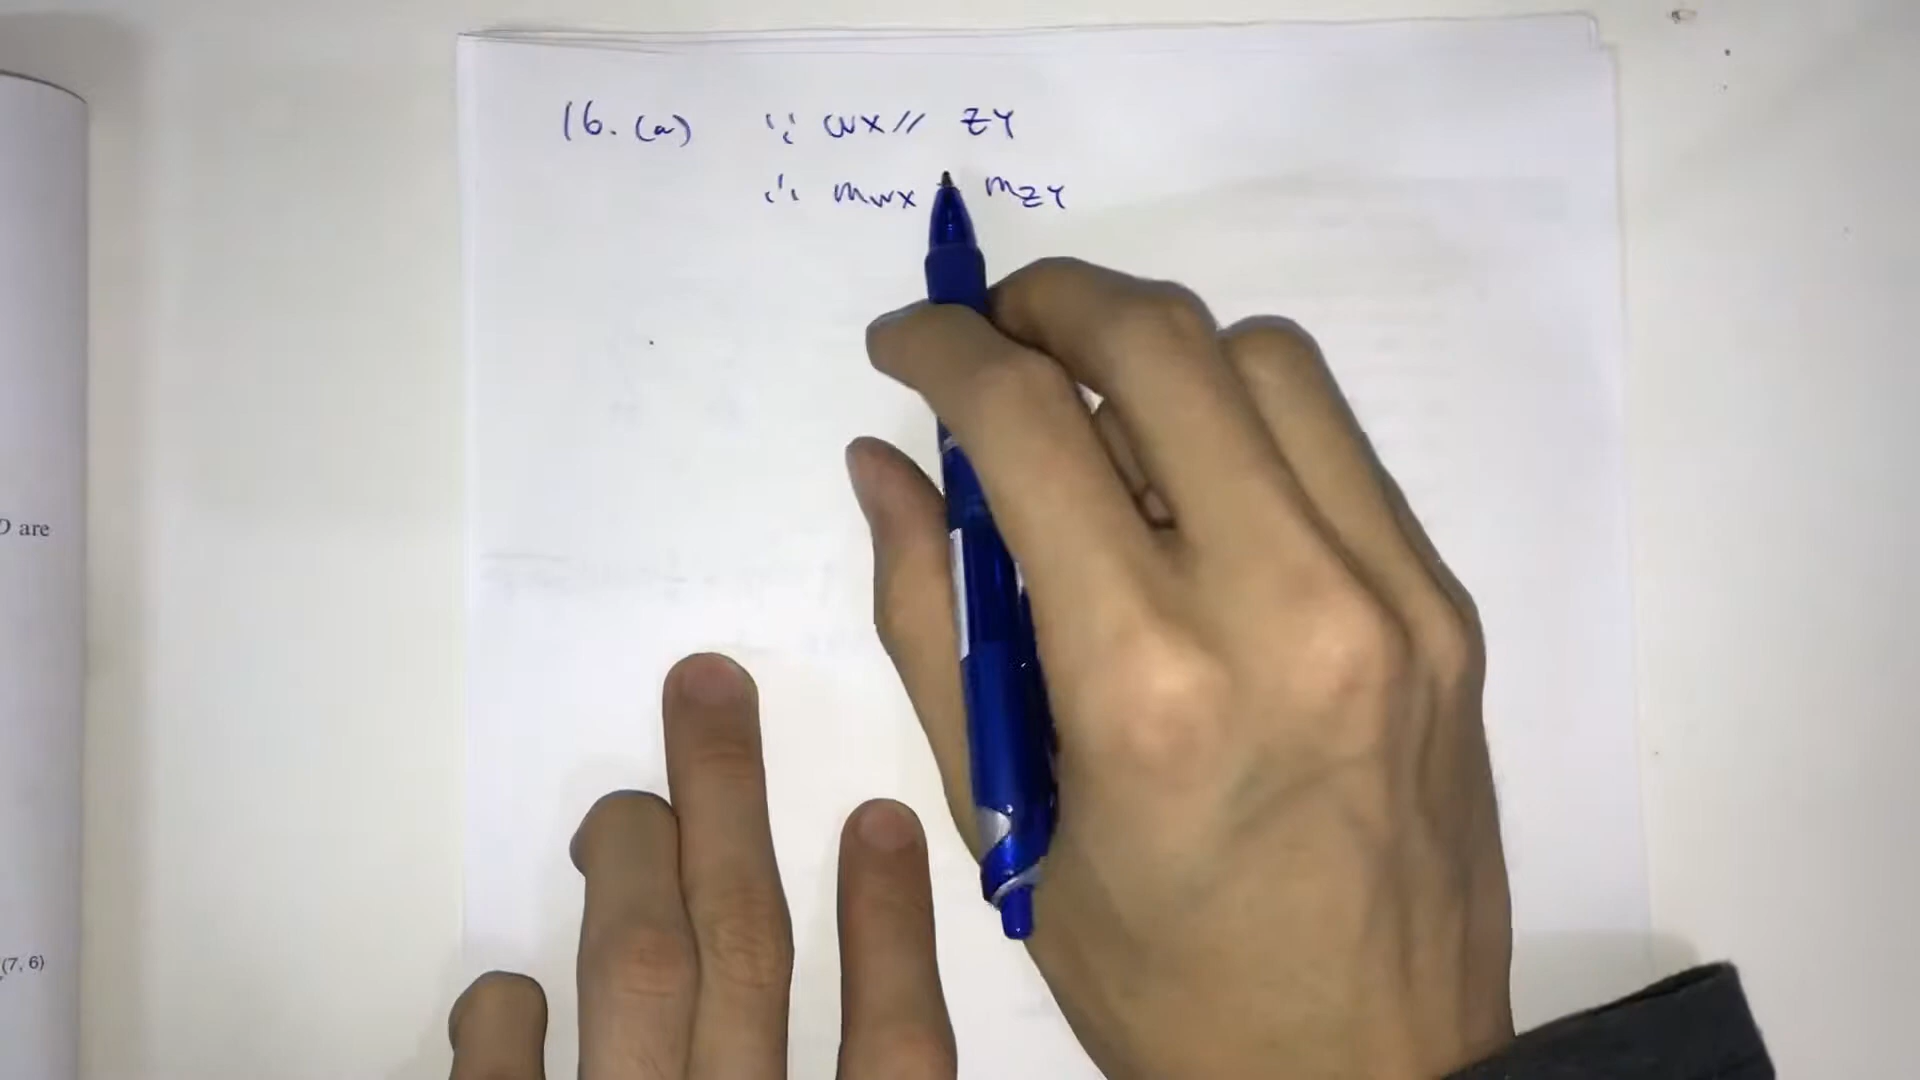 16. (a) ∵ WX // ZY
∴ mWX mZY
D are
(7, 6)